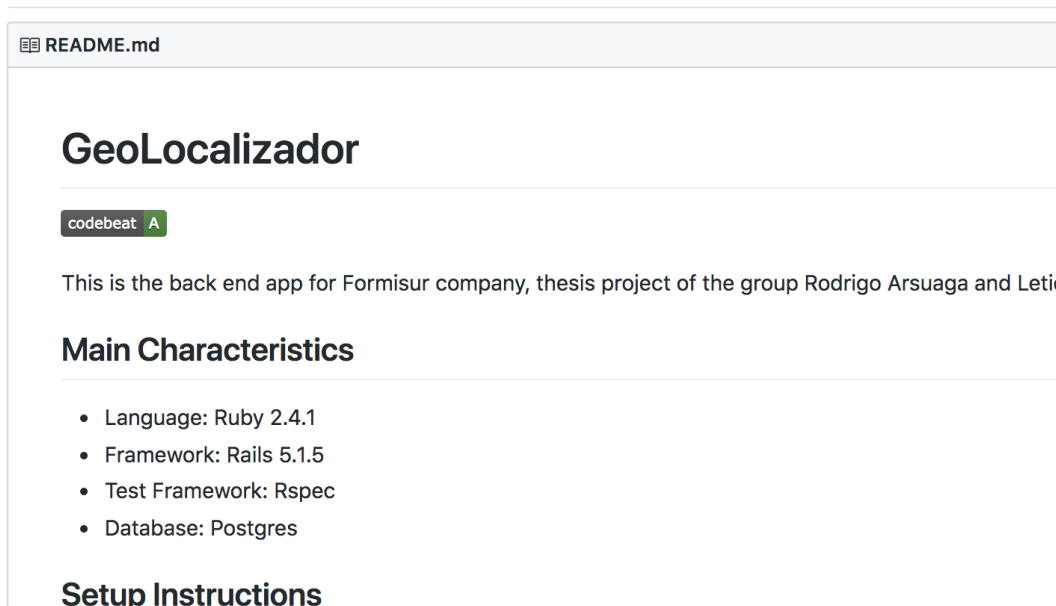 README.md
GeoLocalizador
codebeat A
This is the back end app for Formisur company, thesis project of the group Rodrigo Arsuaga and
Main Characteristics
Language: Ruby 2.4.1
Framework: Rails 5.1.5
Test Framework: Rspec
Database: Postgres
Setup Instructions